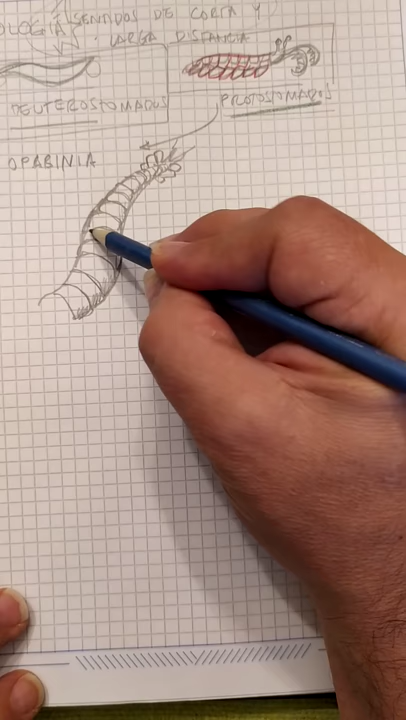 SENTIDOS DE CORTA Y
LARGA DISTANCIA
DEUTEROSTOMADOS
PROTOSTOMADOS
OPABINIA